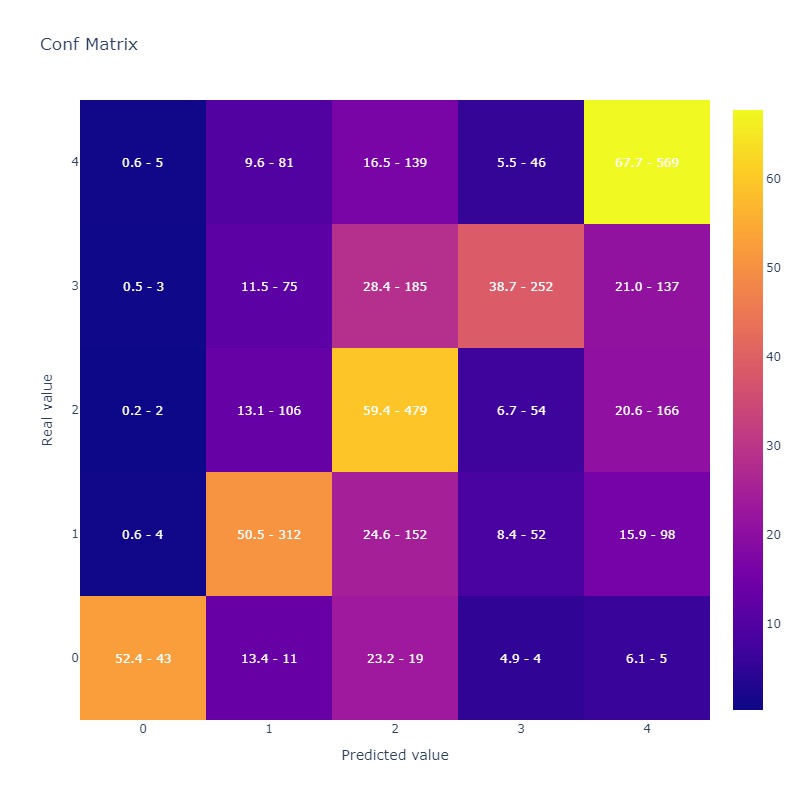 Conf Matrix
4 0.6 - 5 9.6 - 81 16.5 - 139 5.5 - 46 67.7 - 569
3 0.5 - 3 11.5 - 75 28.4 - 185 38.7 - 252 21.0 - 137
2 0.2 - 2 13.1 - 106 59.4 - 479 6.7 - 54 20.6 - 166
1 0.6 - 4 50.5 - 312 24.6 - 152 8.4 - 52 15.9 - 98
0 52.4 - 43 13.4 - 11 23.2 - 19 4.9 - 4 6.1 - 5
0 1 2 3 4
Predicted value
Real value
60
50
40
30
20
10